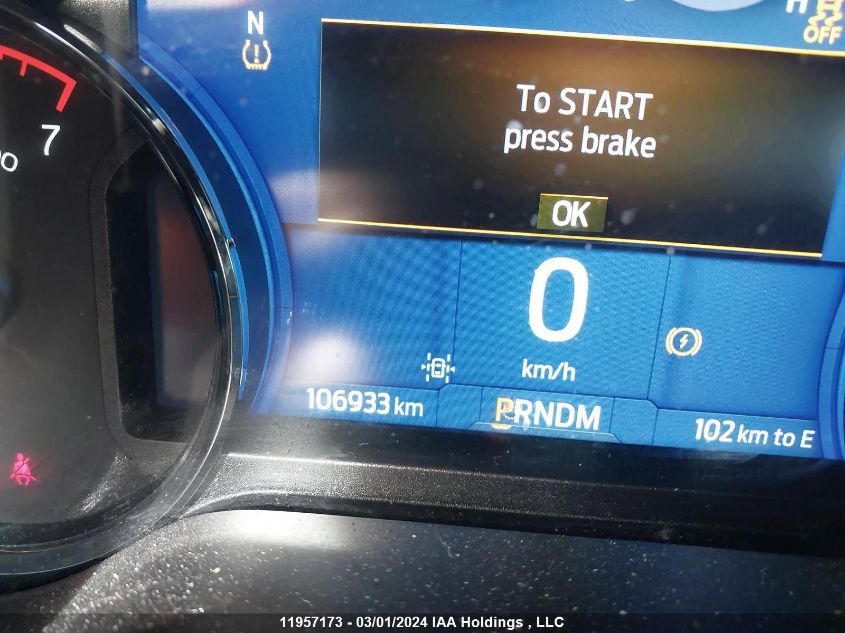 N
H
OFF
7
To START
press brake
OK
0
km/h
106933 km
PRNDM
102 km to E
11957173 - 03/01/2024 IAA Holdings , LLC